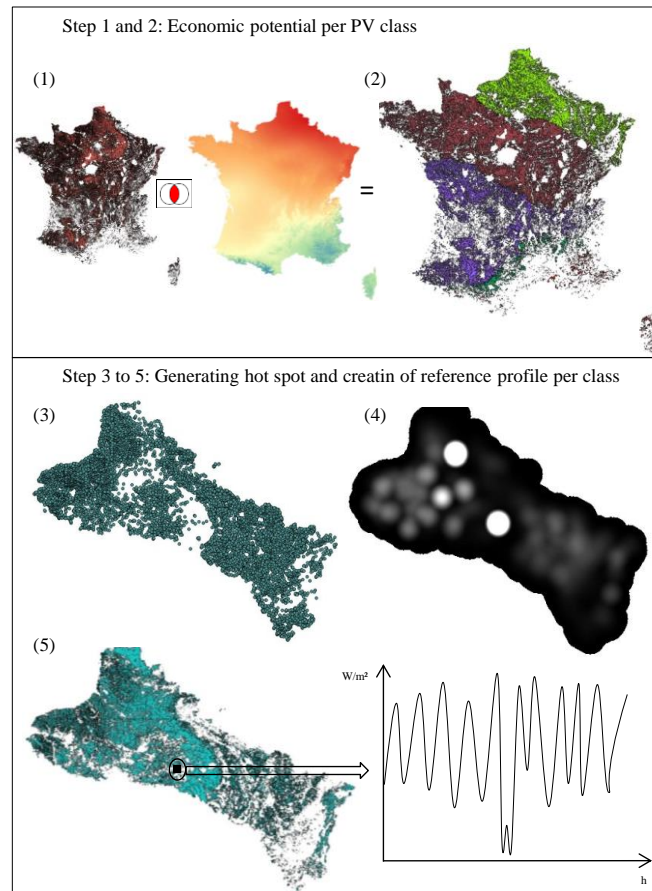 Step 1 and 2: Economic potential per PV class
(1)
(2)
=
Step 3 to 5: Generating hot spot and creatin of reference profile per class
(3)
(4)
(5)
W/m²
h